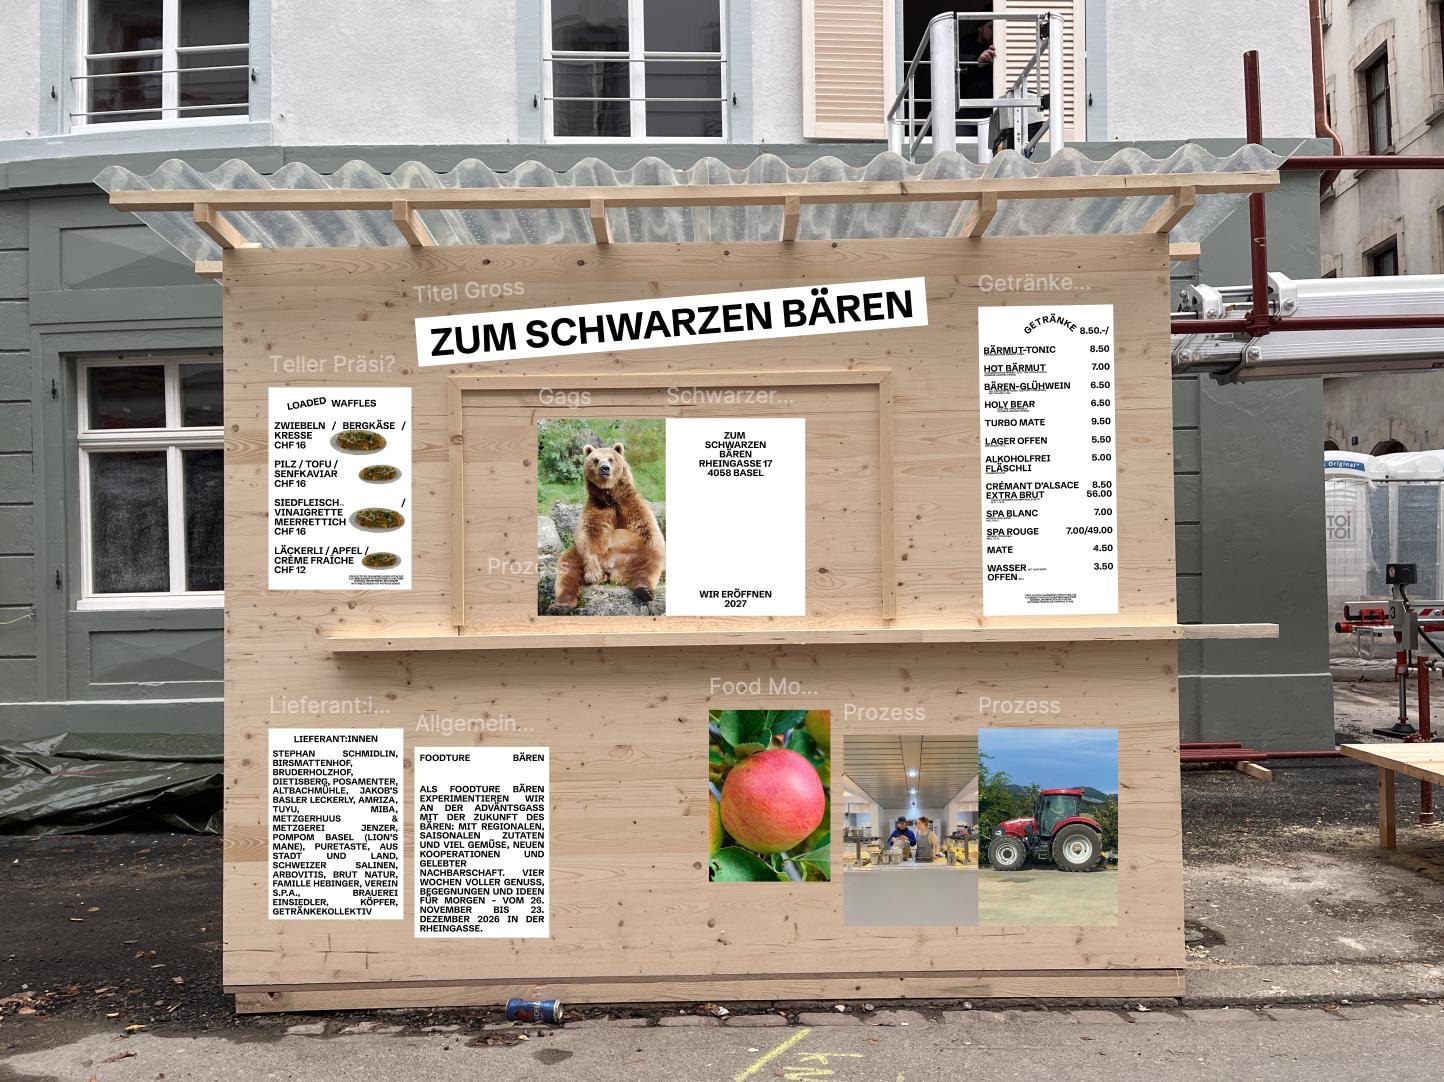 Titel Gross
ZUM SCHWARZEN BÄREN
Getränke...
GETRÄNKE 8.50.-/
BÄRMUT-TONIC 8.50
HOT BÄRMUT 7.00
BÄREN-GLÜHWEIN 6.50
HOLY BEAR 6.50
TURBO MATE 9.50
LAGER OFFEN 5.50
ALKOHOLFREI 5.00
FLÄSCHLI
CRÉMANT D'ALSACE 8.50
EXTRA BRUT 56.00
SPA BLANC 7.00
SPA ROUGE 7.00/49.00
MATE 4.50
WASSER 3.50
OFFEN
Teller Präsi?
LOADED WAFFLES
ZWIEBELN / BERGKÄSE /
KRESSE
CHF 16
PILZ / TOFU /
SENFKAVIAR
CHF 16
SIEDFLEISCH /
VINAIGRETTE
MEERRETTICH
CHF 16
LÄCKERLI / APFEL /
CRÈME FRAÎCHE
CHF 12
Gags
Schwarzer...
ZUM
SCHWARZEN
BÄREN
RHEINGASSE 17
4058 BASEL
WIR ERÖFFNEN
2027
Prozess
Lieferant:i...
LIEFERANT:INNEN
STEPHAN SCHMIDLIN,
BIRSMATTENHOF,
BRUDERHOLZHOF,
DIETISBERG, POSAMENTER,
ALTBACHMÜHLE, JAKOB'S
BASLER LECKERLY, AMRIZA,
TUYU, MIBA,
METZGERHUUS &
METZGEREI JENZER,
POMPOM BASEL (LION'S
MANE), PURETASTE, AUS
STADT UND LAND,
SCHWEIZER SALINEN,
ARBOVITIS, BRUT NATUR,
FAMILLE HEBINGER, VEREIN
S.P.A., BRAUEREI
EINSIEDLER, KÖPFER,
GETRÄNKEKOLLEKTIV
Allgemein...
FOODTURE BÄREN
ALS FOODTURE BÄREN
EXPERIMENTIEREN WIR
AN DER ADVÄNTSGASS
MIT DER ZUKUNFT DES
BÄREN: MIT REGIONALEN,
SAISONALEN ZUTATEN
UND VIEL GEMÜSE, NEUEN
KOOPERATIONEN UND
GELEBTER
NACHBARSCHAFT. VIER
WOCHEN VOLLER GENUSS,
BEGEGNUNGEN UND IDEEN
FÜR MORGEN – VOM 26.
NOVEMBER BIS 23.
DEZEMBER 2026 IN DER
RHEINGASSE.
Food Mo...
Prozess
Prozess
Original
TOI
TOI
3